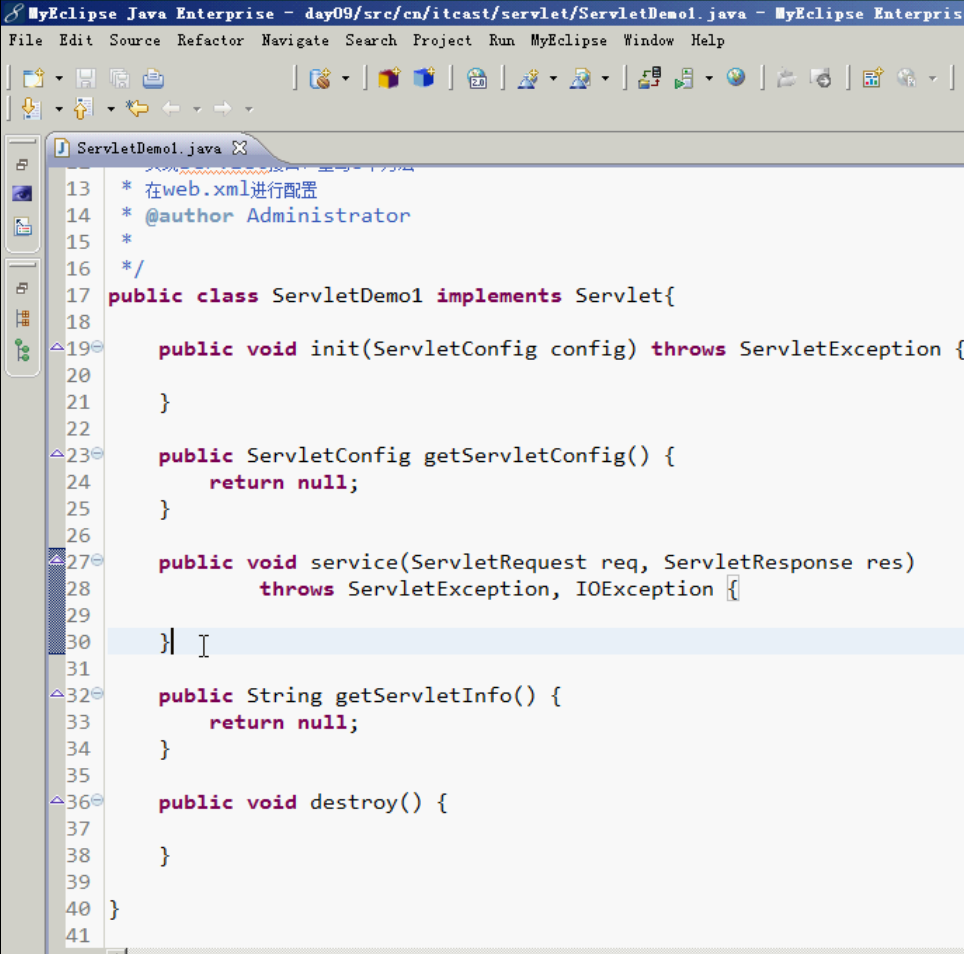 MyEclipse Java Enterprise - day09/src/cn/itcast/servlet/ServletDemo1.java - MyEclipse Enterpris
File Edit Source Refactor Navigate Search Project Run MyEclipse Window Help
ServletDemo1.java
13 * 在web.xml进行配置
14 * @author Administrator
15 *
16 */
17 public class ServletDemo1 implements Servlet{
18
19 public void init(ServletConfig config) throws ServletException {
20
21 }
22
23 public ServletConfig getServletConfig() {
24 return null;
25 }
26
27 public void service(ServletRequest req, ServletResponse res)
28 throws ServletException, IOException {
29
30 }
31
32 public String getServletInfo() {
33 return null;
34 }
35
36 public void destroy() {
37
38 }
39
40 }
41